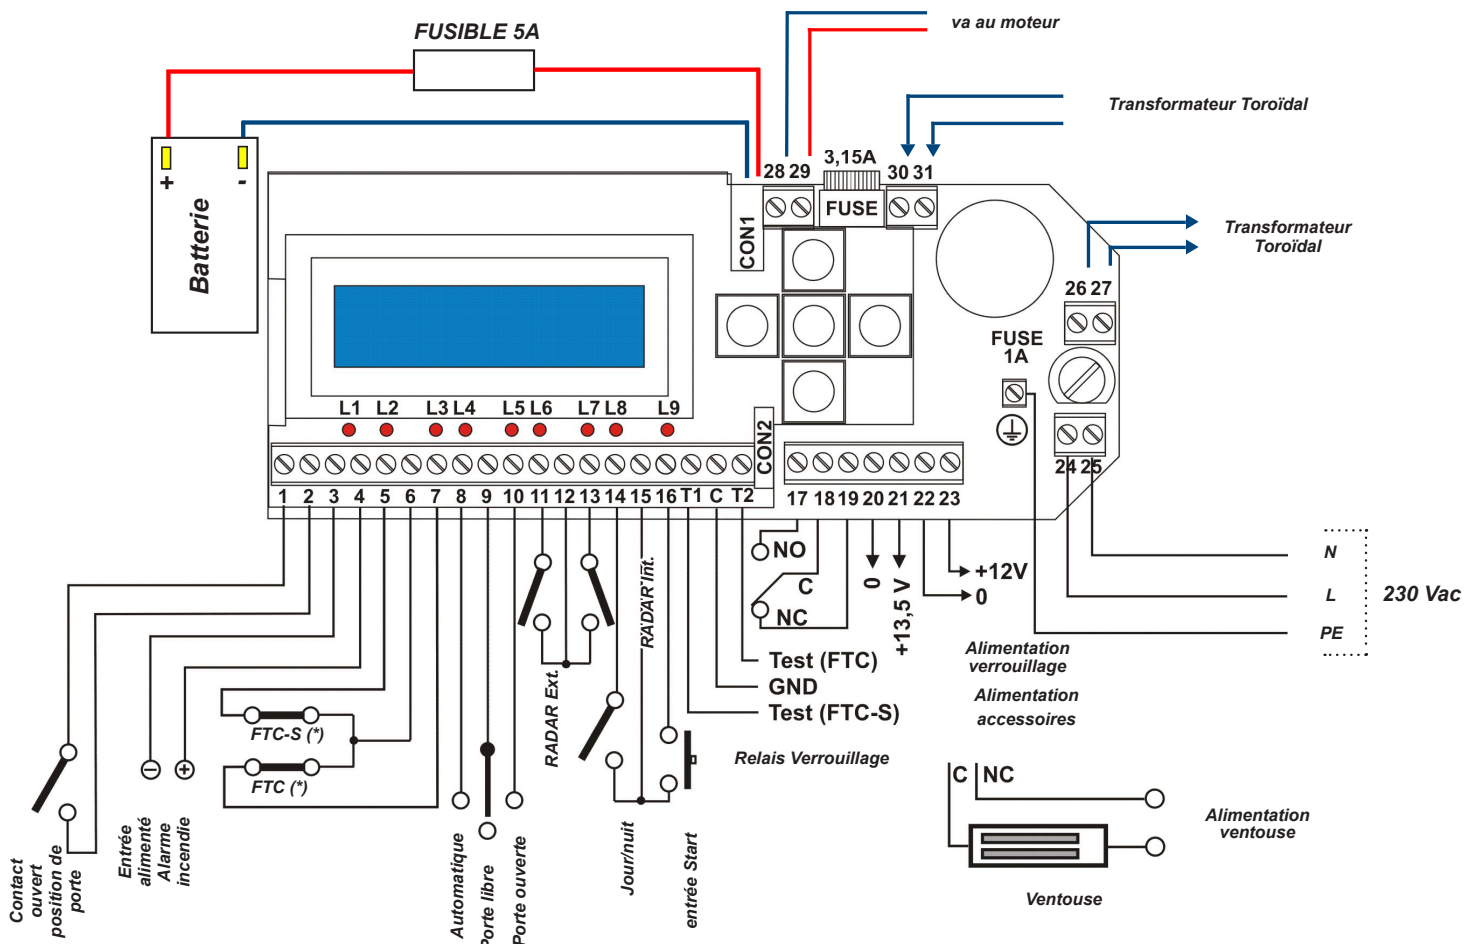 FUSIBLE 5A
va au moteur
Transformateur Toroïdal
28 29
3,15A
30 31
+
-
Batterie
CON1
FUSE
Transformateur
Toroïdal
26 27
FUSE
1A
L1 L2 L3 L4 L5 L6 L7 L8 L9
CON2
24 25
1 2 3 4 5 6 7 8 9 10 11 12 13 14 15 16 T1 C T2
17 18 19 20 21 22 23
NO
C
NC
0
+13,5 V
+12V
0
N
L
PE
230 Vac
RADAR Int.
RADAR Ext.
Test (FTC)
GND
Test (FTC-S)
Alimentation
verrouillage
Alimentation
accessoires
FTC-S (*)
FTC (*)
Relais Verrouillage
C NC
Alimentation
ventouse
Ventouse
Contact
ouvert
position de
porte
Entrée
alimenté
Alarme
incendie
Automatique
Porte libre
Porte ouverte
Jour/nuit
entrée Start